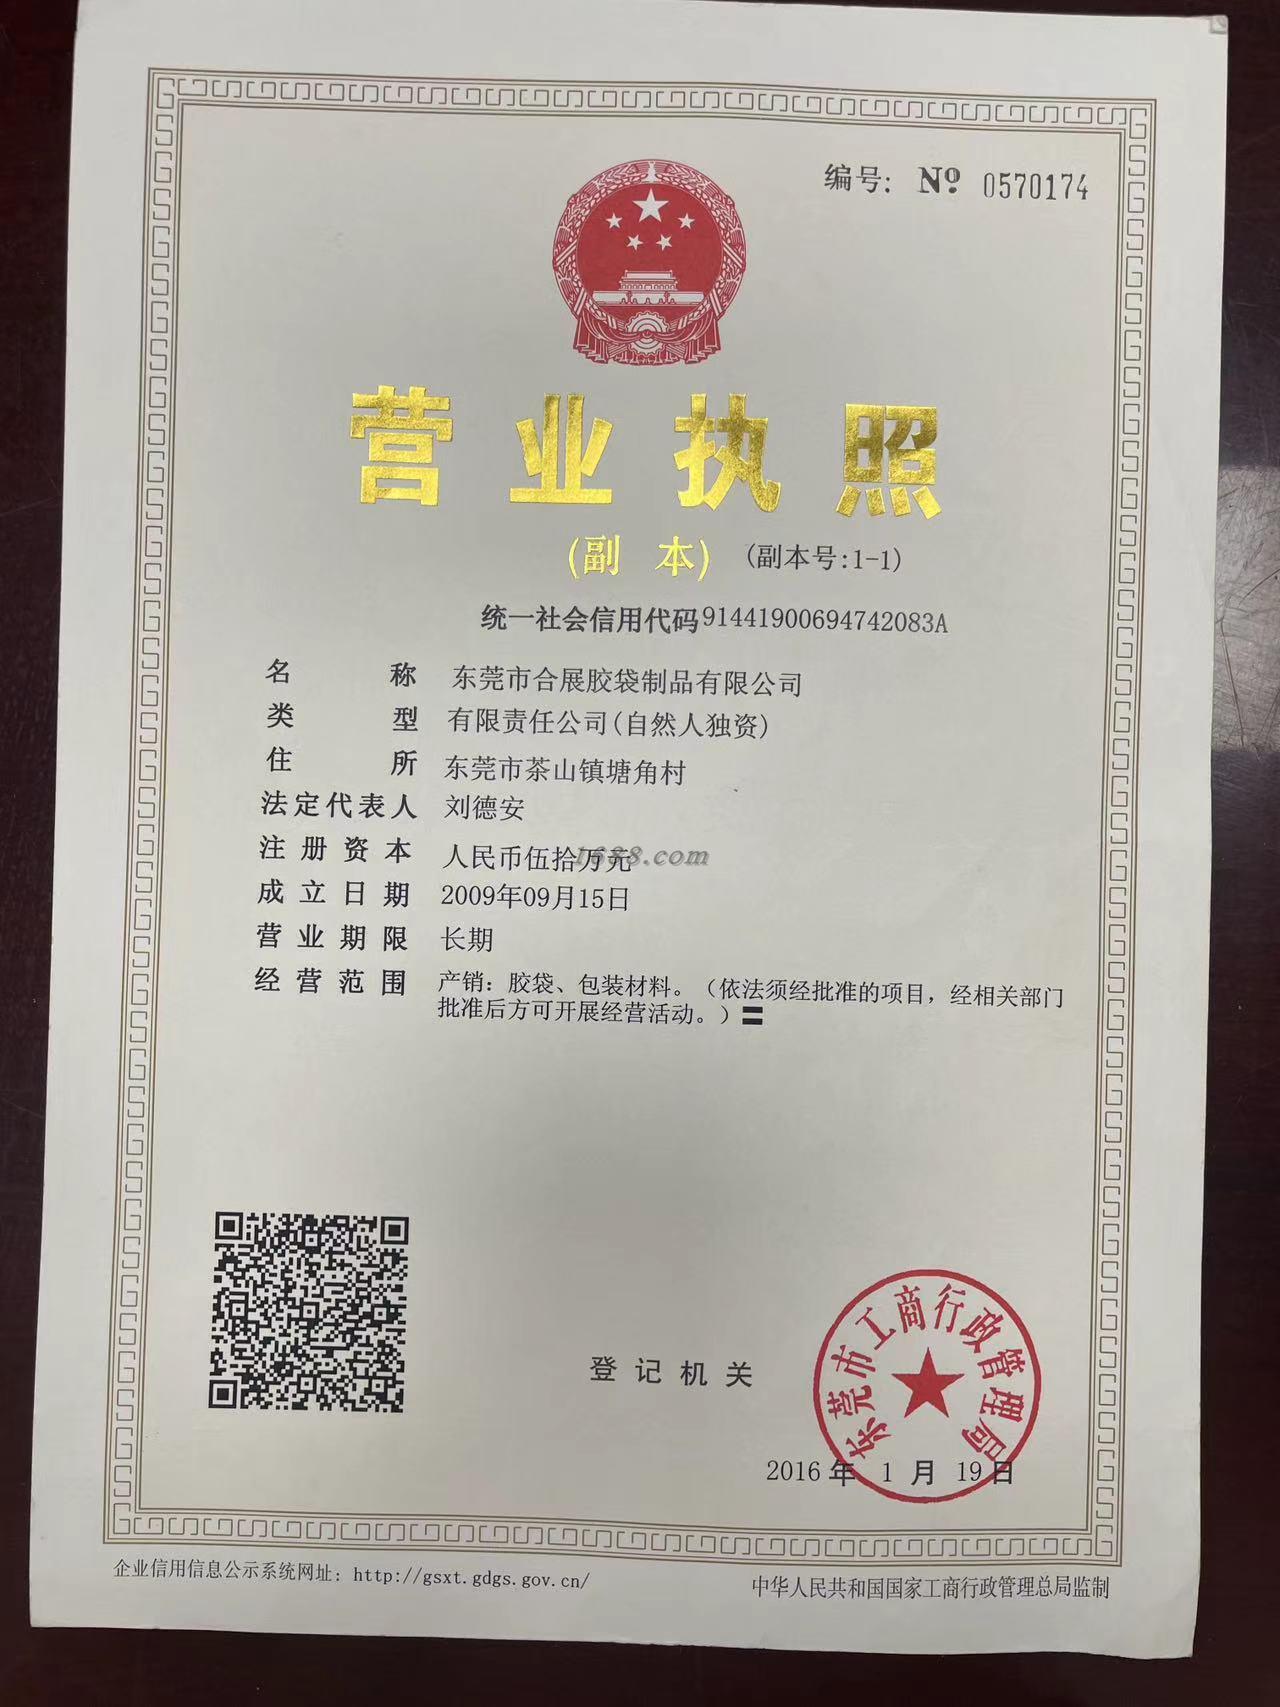 编号: Nº 0570174
营业执照
(副 本) (副本号:1-1)
统一社会信用代码91441900694742083A
名 称 东莞市合展胶袋制品有限公司
类 型 有限责任公司(自然人独资)
住 所 东莞市茶山镇塘角村
法定代表人 刘德安
注册资本 人民币伍拾万元
1688.com
成立日期 2009年09月15日
营业期限 长期
经营范围 产销：胶袋、包装材料。（依法须经批准的项目，经相关部门
批准后方可开展经营活动。）〓
东莞市工商行政管理局
登记机关
2016 年 1 月 19 日
企业信用信息公示系统网址：http://gsxt.gdgs.gov.cn/
中华人民共和国国家工商行政管理总局监制